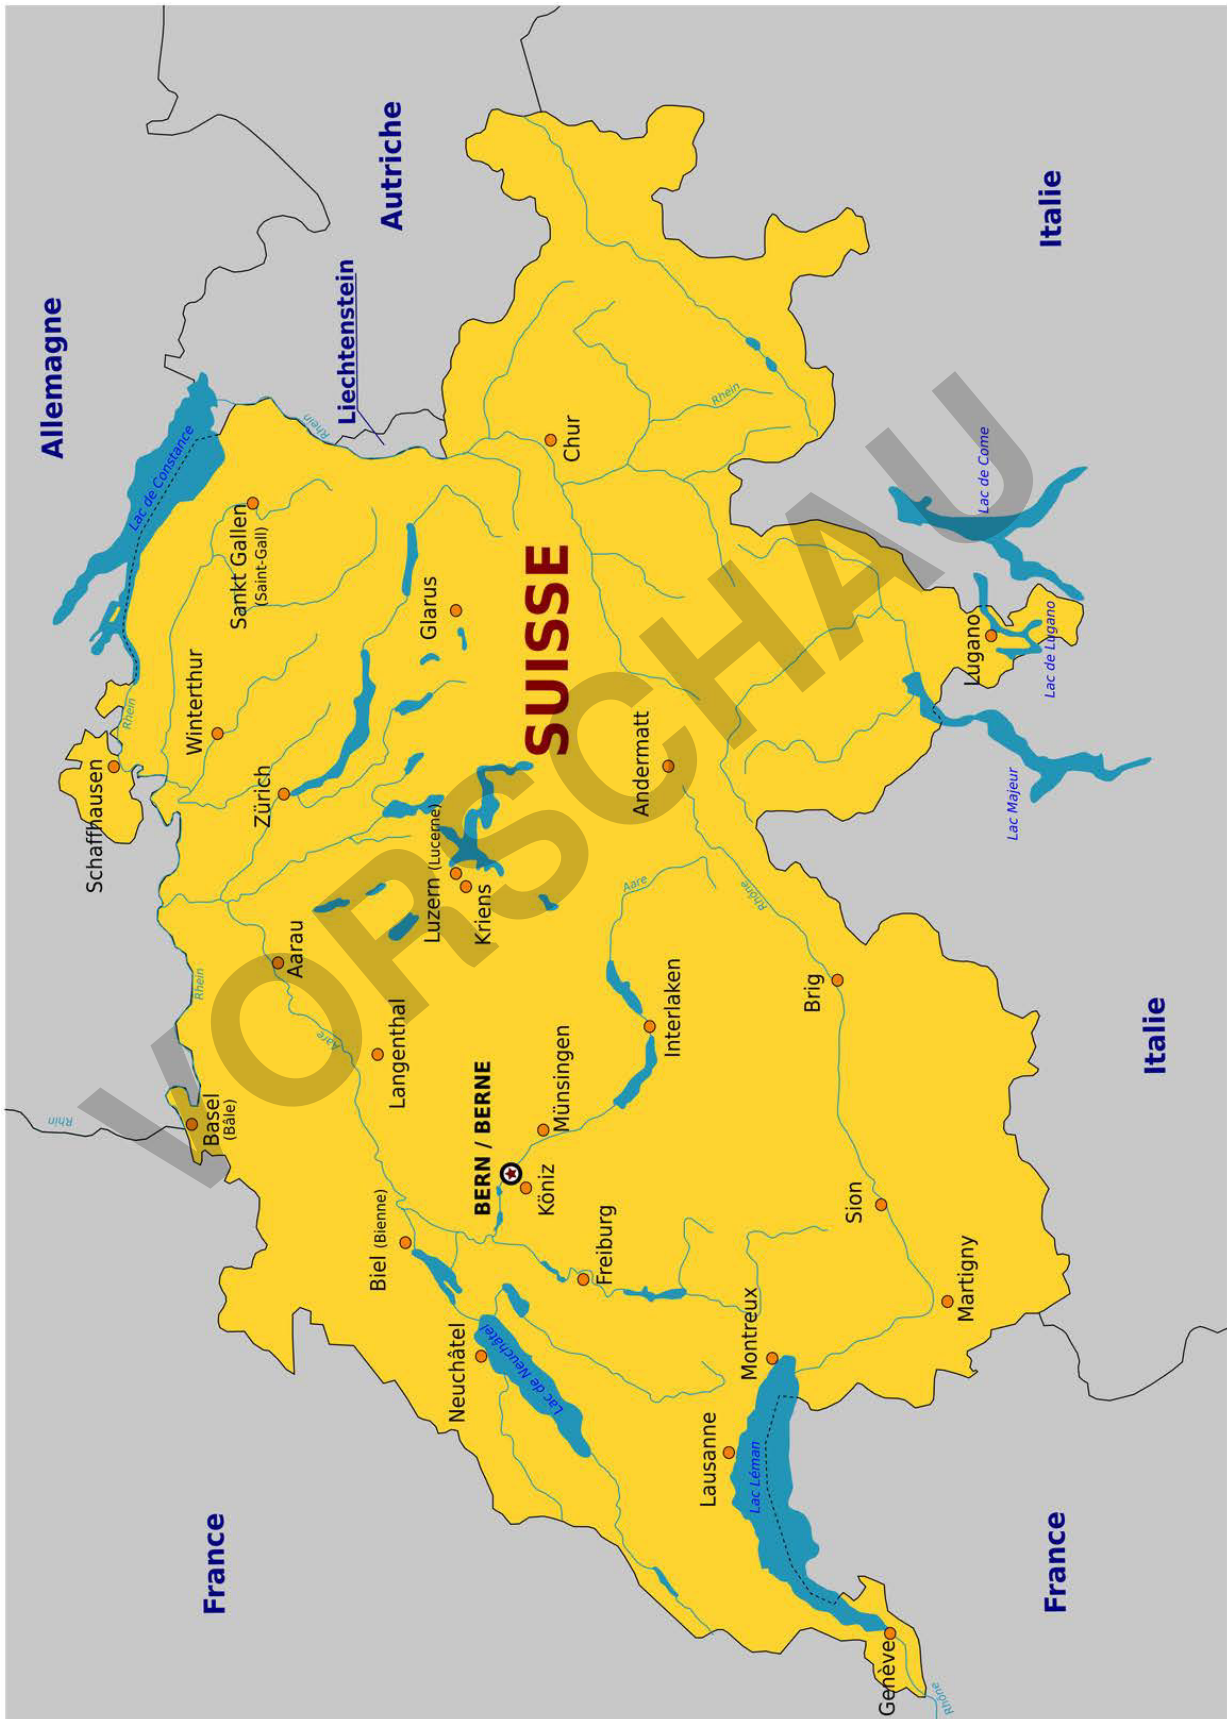 Allemagne
Autriche
Liechtenstein
Italie
Italie
France
France
SUISSE
BERN / BERNE
Schaffhausen
Winterthur
Sankt Gallen
(Saint-Gall)
Zürich
Basel
(Bâle)
Aarau
Langenthal
Luzern (Lucerne)
Kriens
Glarus
Chur
Biel (Bienne)
Neuchâtel
Köniz
Münsingen
Interlaken
Freiburg
Andermatt
Brig
Sion
Martigny
Montreux
Lausanne
Genève
Lugano
Lac de Constance
Lac de Neuchâtel
Lac Léman
Lac Majeur
Lac de Lugano
Lac de Come
Rhin
Rhein
Rhein
Rhein
Rhein
Aare
Aare
Rhône
Rhône
VORSCHAU